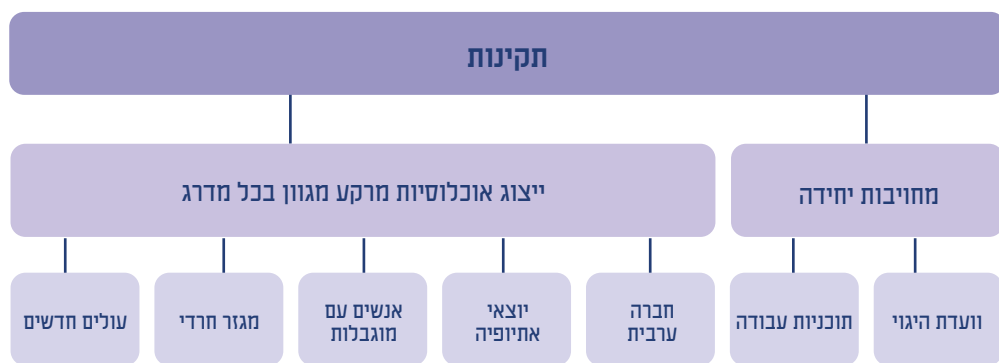 תקינות
מחויבות יחידה
ייצוג אוכלוסיות מרקע מגוון בכל מדרג
וועדת היגוי
תוכניות עבודה
חברה
ערבית
יוצאי
אתיופיה
אנשים עם
מוגבלות
מגזר חרדי
עולים חדשים